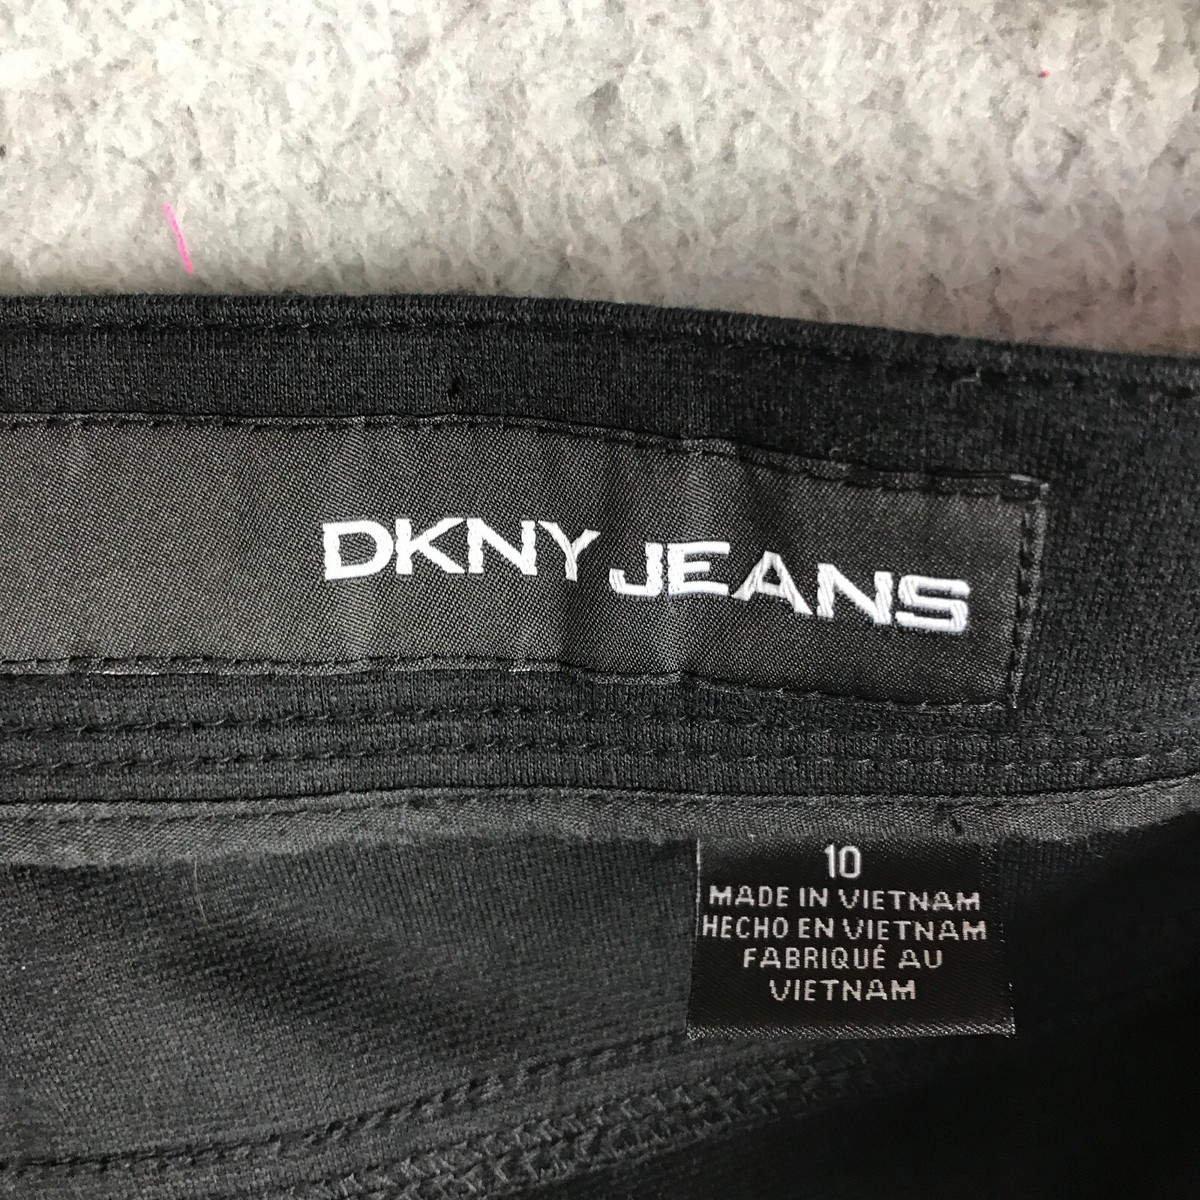 DKNY JEANS
10
MADE IN VIETNAM
HECHO EN VIETNAM
FABRIQUÉ AU
VIETNAM